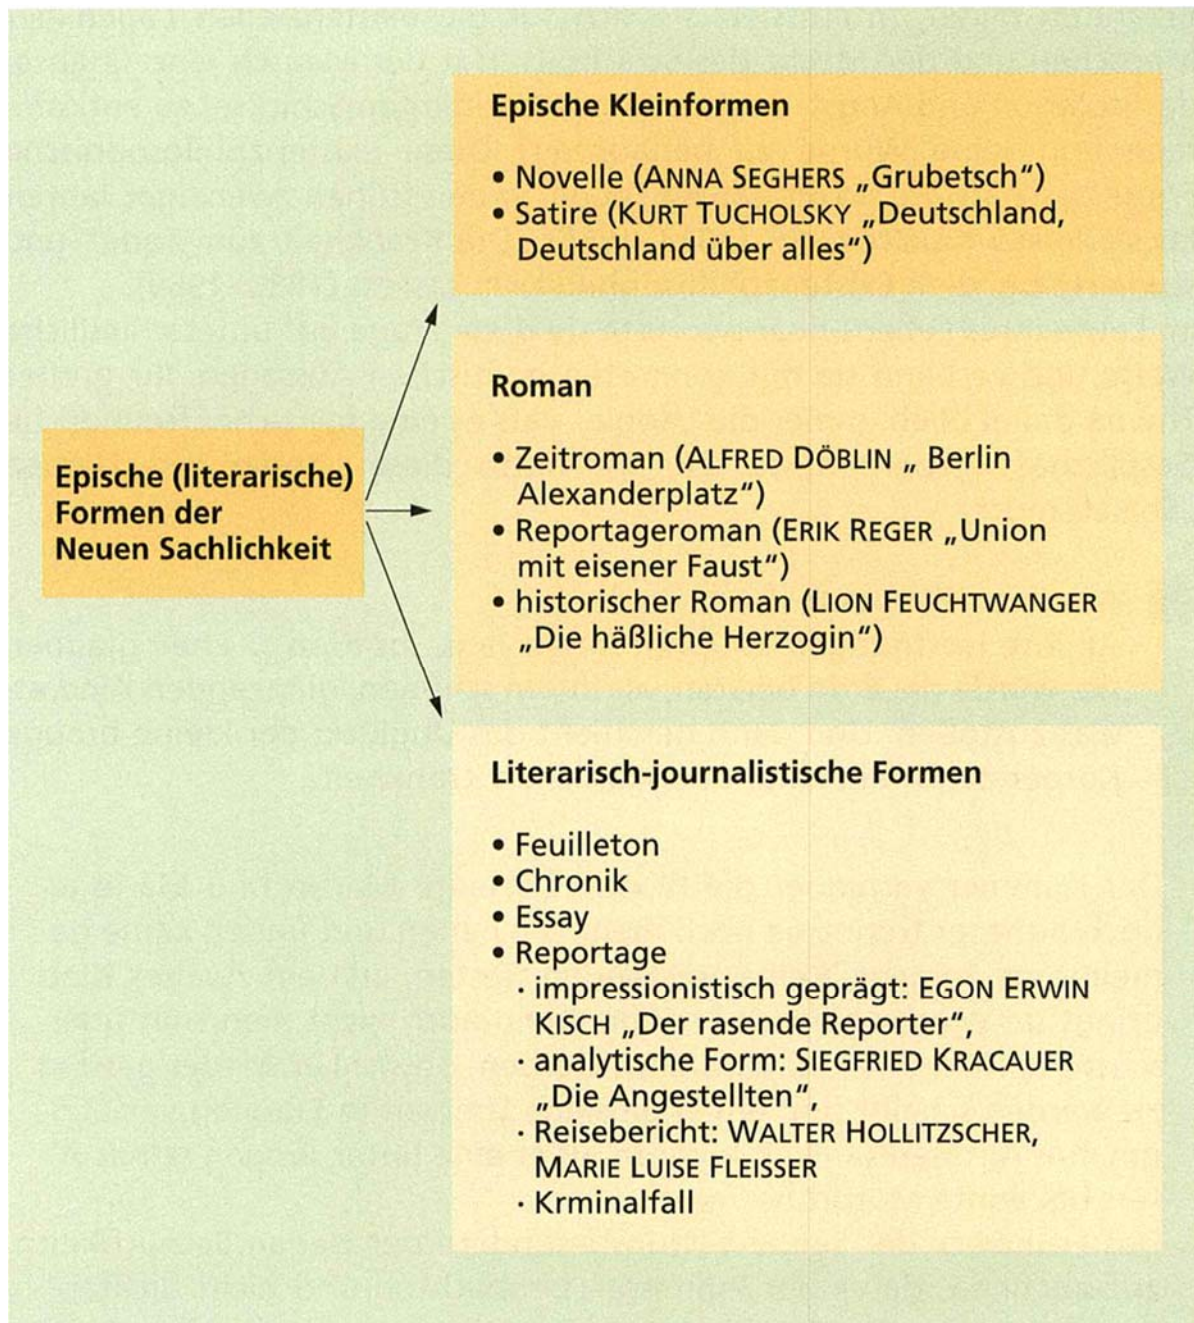 Epische (literarische)
Formen der
Neuen Sachlichkeit
Epische Kleinformen
• Novelle (ANNA SEGHERS „Grubetsch“)
• Satire (KURT TUCHOLSKY „Deutschland,
Deutschland über alles“)
Roman
• Zeitroman (ALFRED DÖBLIN „ Berlin
Alexanderplatz“)
• Reportageroman (ERIK REGER „Union
mit eisener Faust“)
• historischer Roman (LION FEUCHTWANGER
„Die häßliche Herzogin“)
Literarisch-journalistische Formen
• Feuilleton
• Chronik
• Essay
• Reportage
· impressionistisch geprägt: EGON ERWIN
KISCH „Der rasende Reporter“,
· analytische Form: SIEGFRIED KRACAUER
„Die Angestellten“,
· Reisebericht: WALTER HOLLITZSCHER,
MARIE LUISE FLEISSER
· Krminalfall